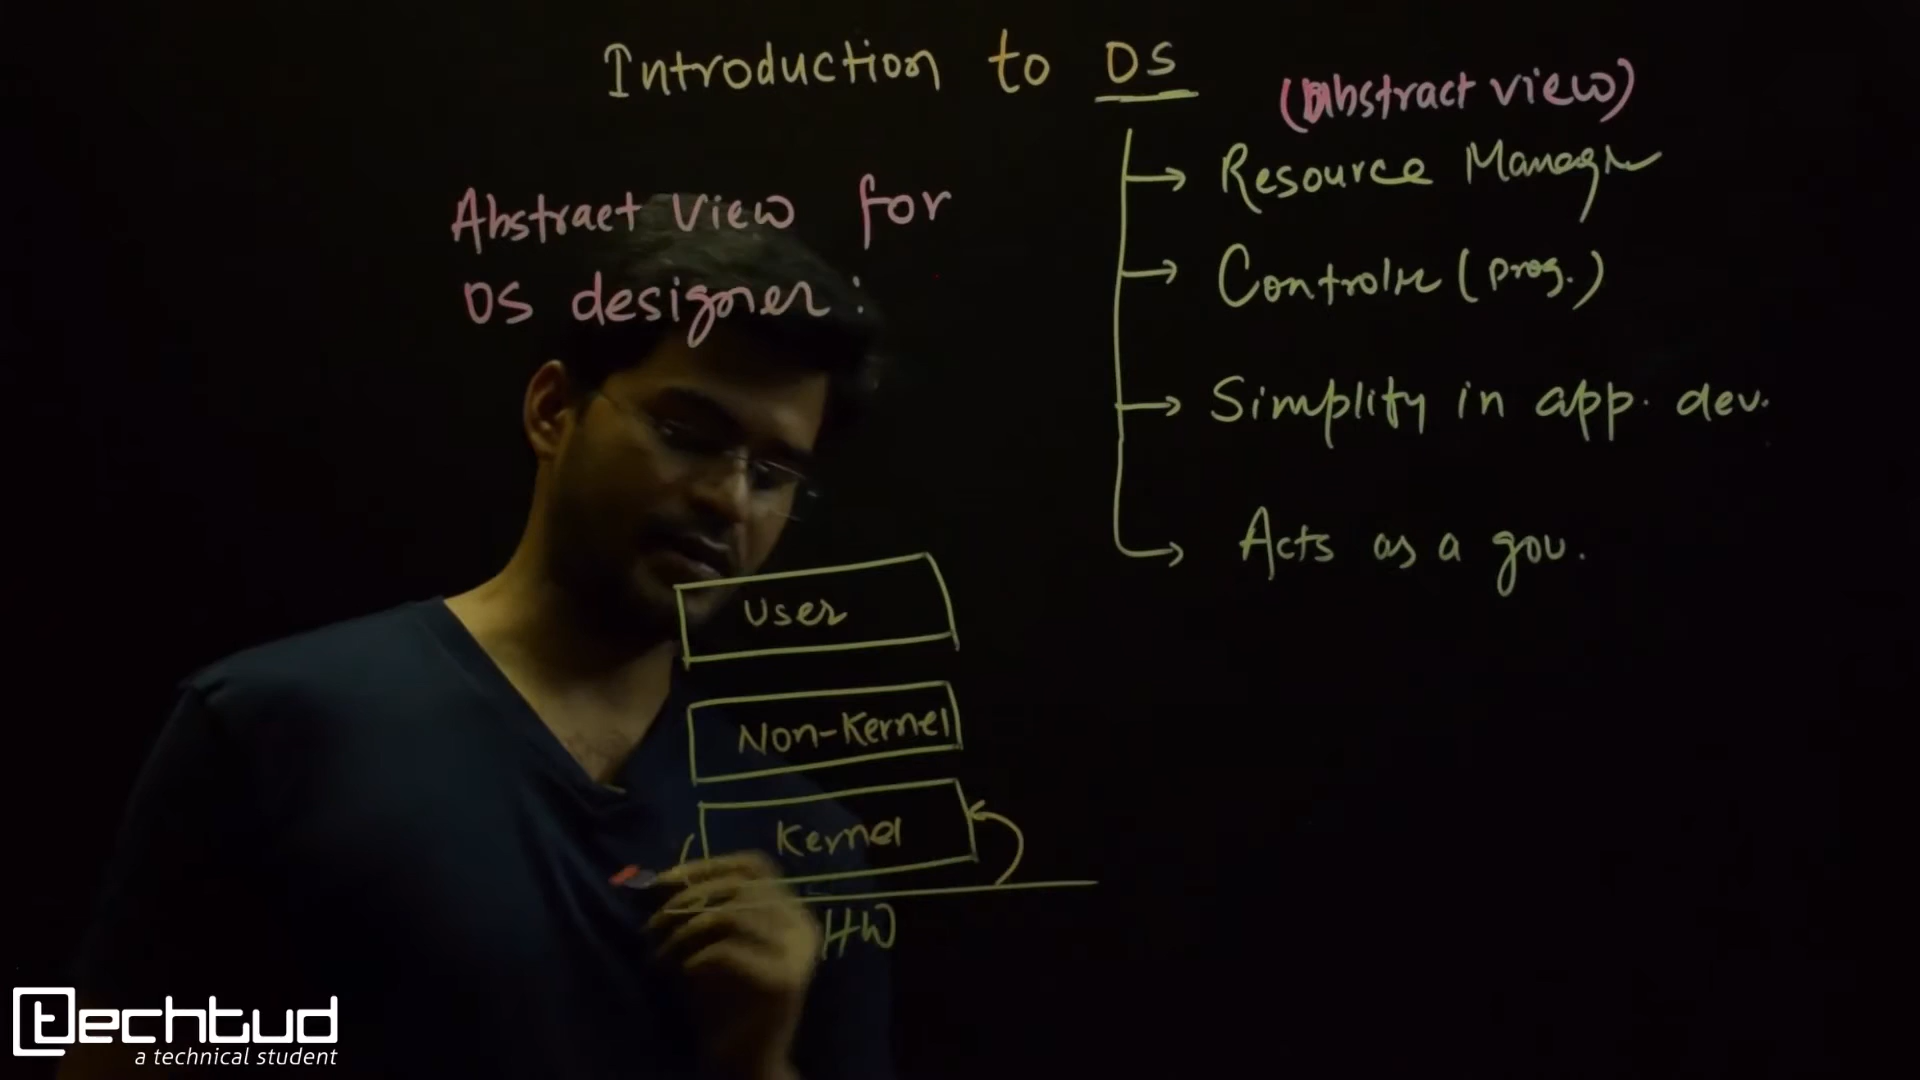 Introduction to OS
(Abstract view)
Resource Managr
Abstract View for
OS designer:
Controlr (prog.)
Simplity in app. dev.
Acts as a gov.
User
Non-Kernel
Kernel
HW
techtud
a technical student